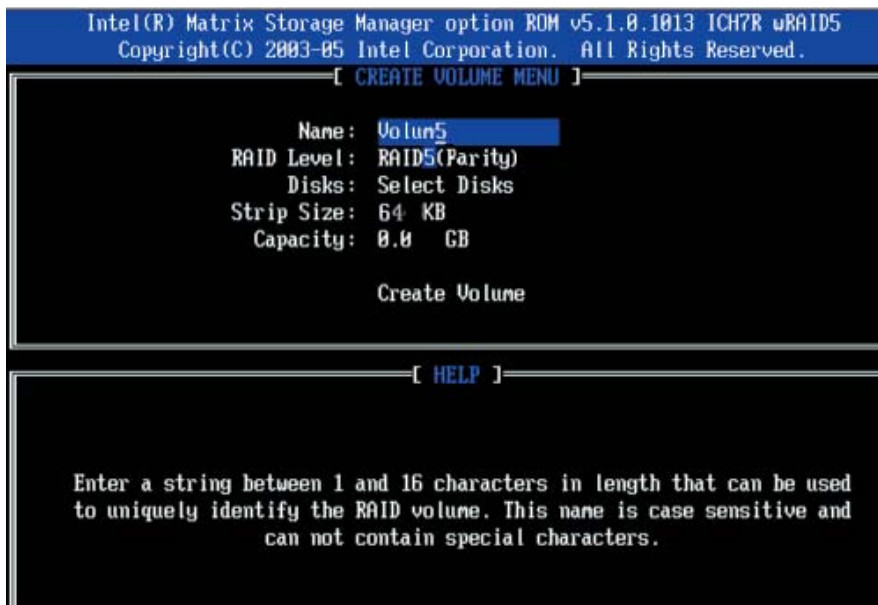 Intel(R) Matrix Storage Manager option ROM v5.1.0.1013 ICH7R wRAID5
Copyright(C) 2003-05 Intel Corporation. All Rights Reserved.
[ CREATE VOLUME MENU ]
Name: Volum5
RAID Level: RAID5(Parity)
Disks: Select Disks
Strip Size: 64 KB
Capacity: 0.0 GB
Create Volume
[ HELP ]
Enter a string between 1 and 16 characters in length that can be used
to uniquely identify the RAID volume. This name is case sensitive and
can not contain special characters.